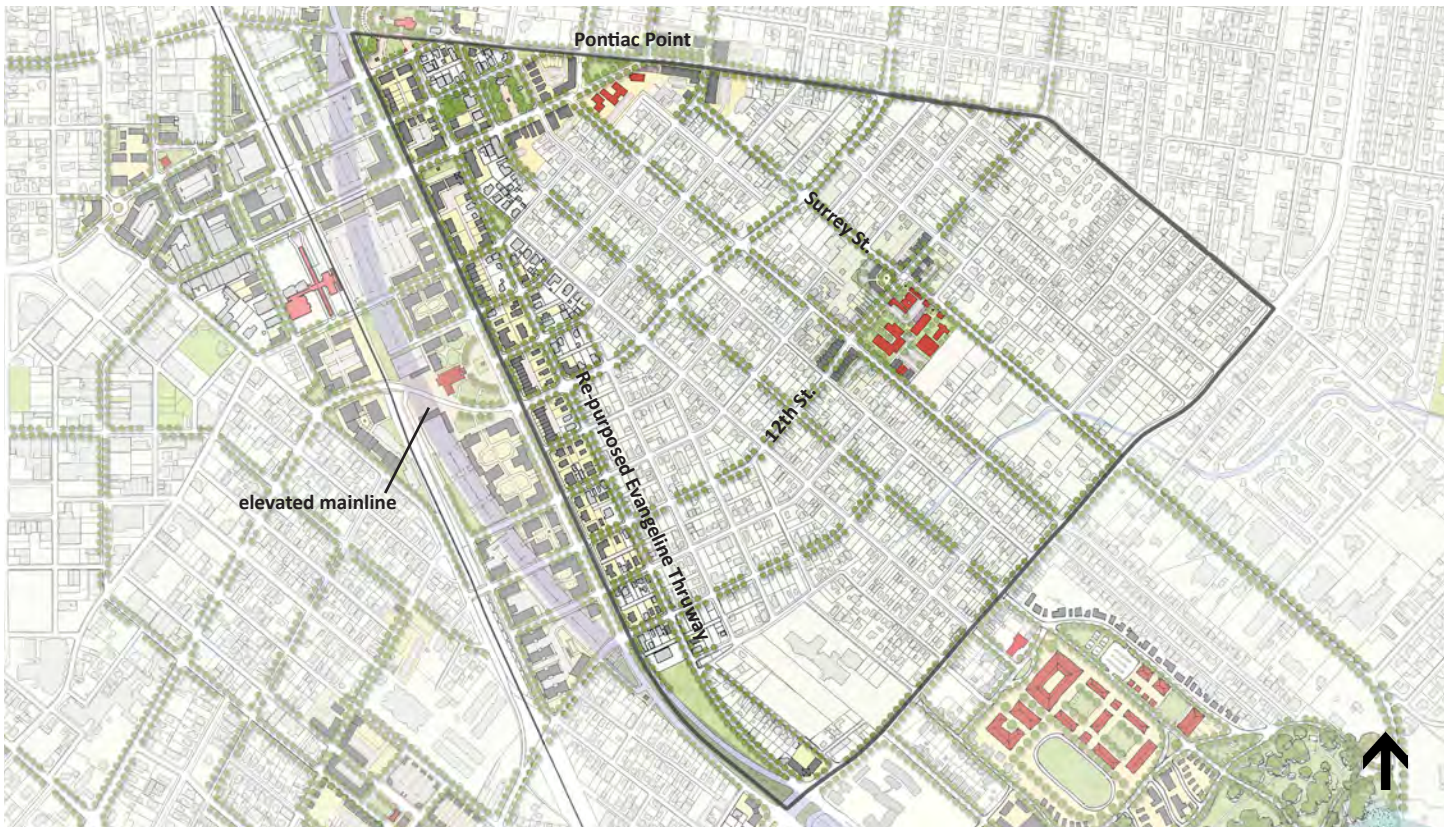 Pontiac Point
Surrey St.
12th St.
Re-purposed Evangeline Thruway
elevated mainline